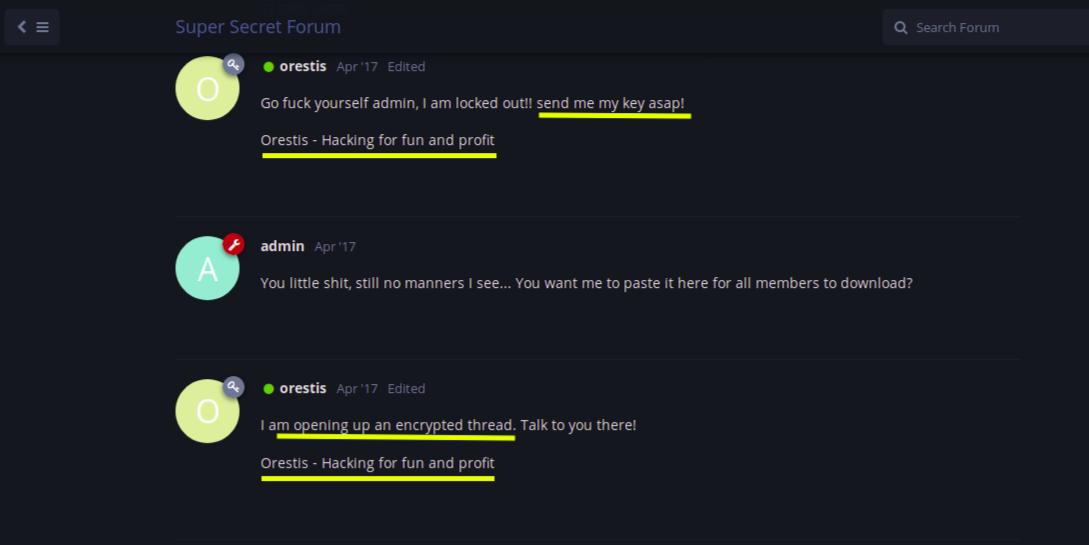 Super Secret Forum
Search Forum
O
orestis Apr '17 Edited
Go fuck yourself admin, I am locked out!! send me my key asap!
Orestis - Hacking for fun and profit
A
admin Apr '17
You little shit, still no manners I see... You want me to paste it here for all members to download?
O
orestis Apr '17 Edited
I am opening up an encrypted thread. Talk to you there!
Orestis - Hacking for fun and profit